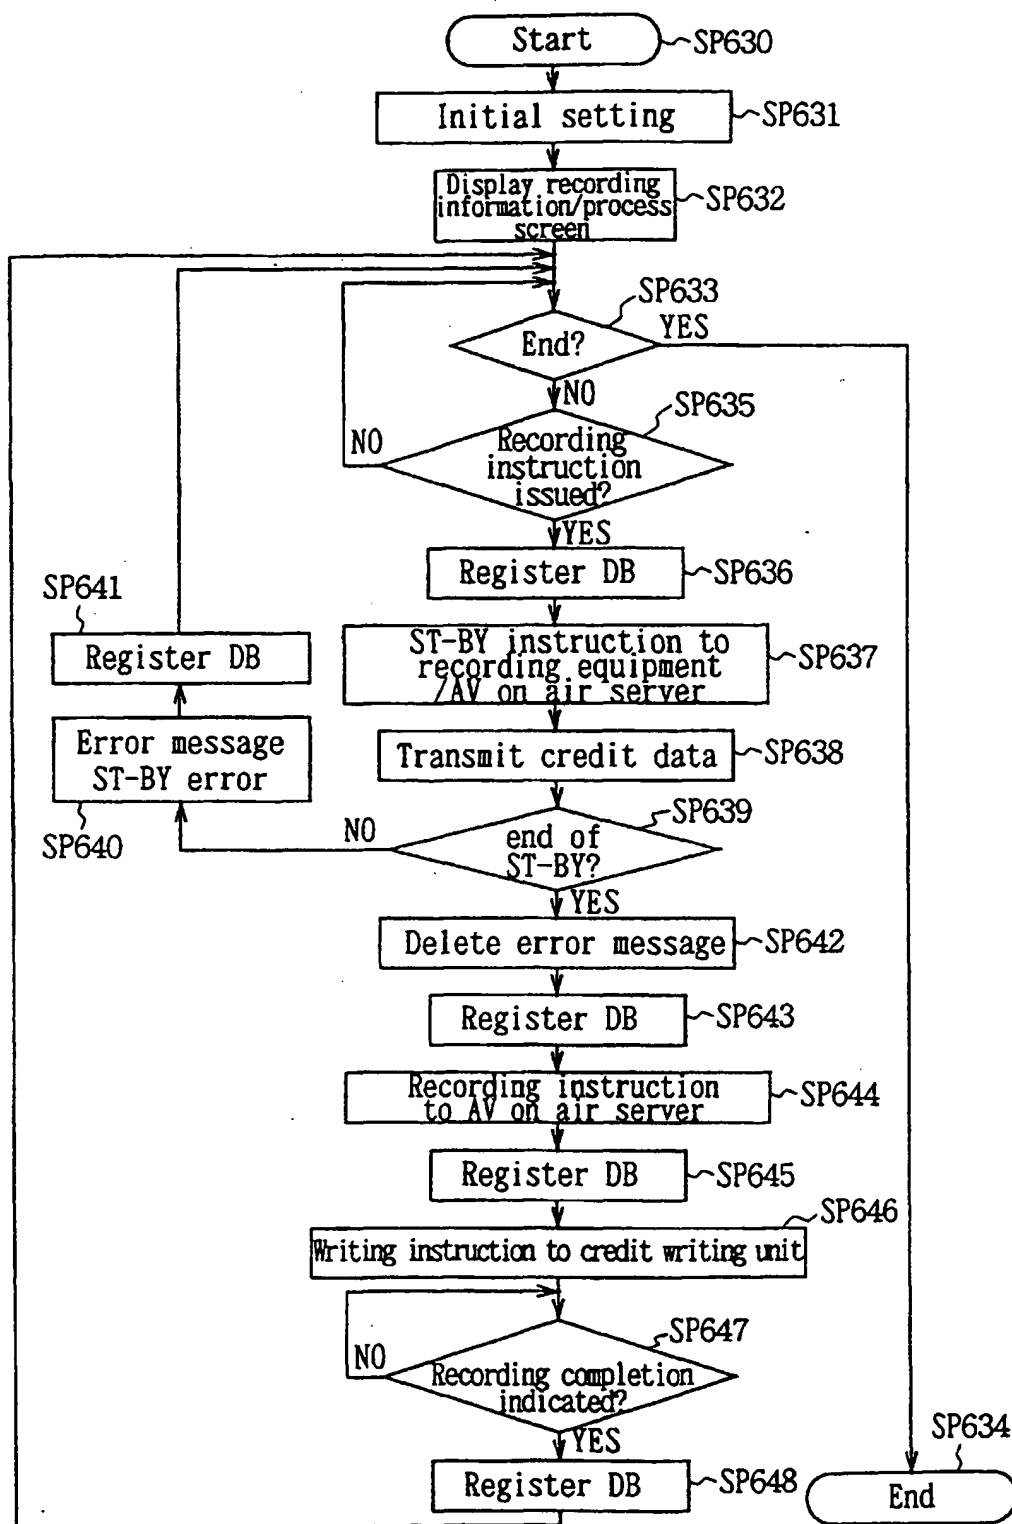 Start
SP630
Initial setting
SP631
Display recording
information/process
screen
SP632
SP633
End?
YES
NO
SP635
Recording
instruction
issued?
NO
YES
Register DB
SP636
SP641
Register DB
ST-BY instruction to
recording equipment
/AV on air server
SP637
Error message
ST-BY error
SP640
Transmit credit data
SP638
SP639
end of
ST-BY?
NO
YES
Delete error message
SP642
Register DB
SP643
Recording instruction
to AV on air server
SP644
Register DB
SP645
SP646
Writing instruction to credit writing unit
SP647
NO
Recording completion
indicated?
YES
Register DB
SP648
SP634
End